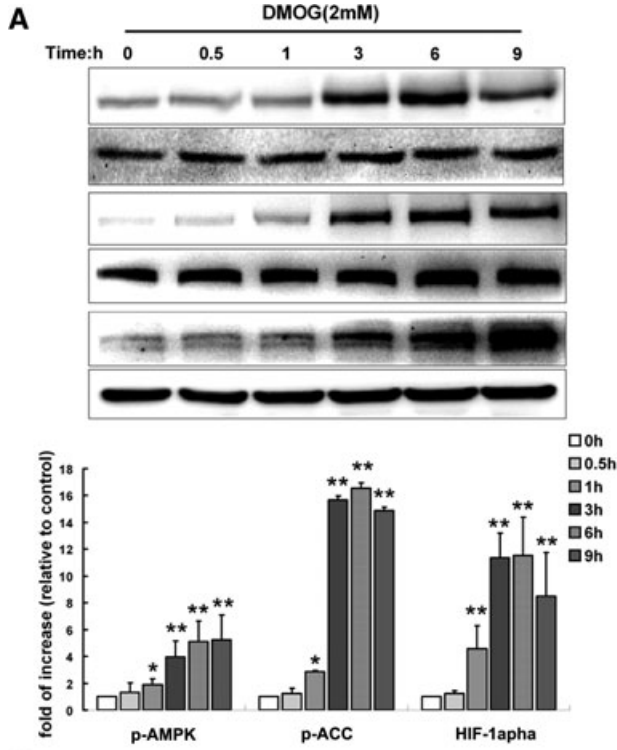 A
DMOG(2mM)
Time:h 0 0.5 1 3 6 9
0h
0.5h
1h
3h
6h
9h
fold of increase (relative to control)
18
16
14
12
10
8
6
4
2
0
** ** **
*
** ** **
**
* ** ** **
*
p-AMPK p-ACC HIF-1apha